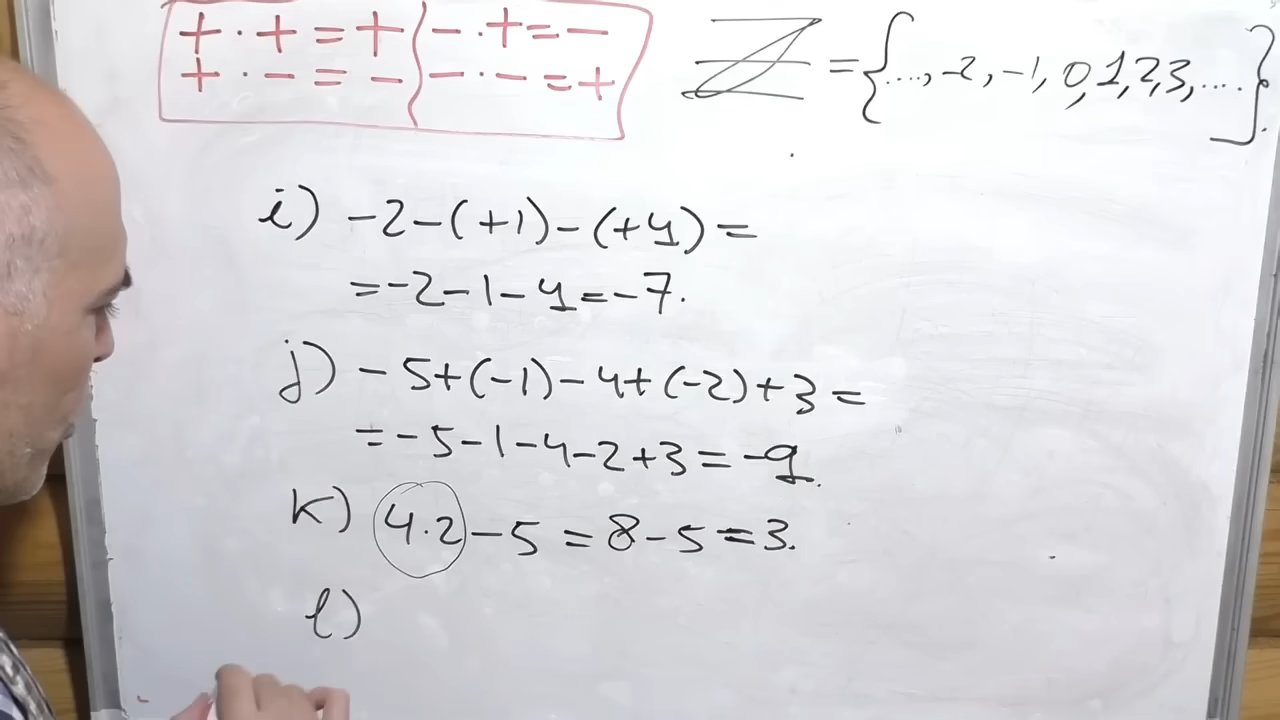 + · + = + - · + = -
+ · - = - - · - = +
ℤ = {..., -2, -1, 0, 1, 2, 3, ....}.
i) -2-(+1)-(+4) =
= -2-1-4 = -7.
j) -5+(-1)-4+(-2)+3 =
= -5-1-4-2+3 = -9.
k) 4·2-5 = 8-5 = 3.
l)